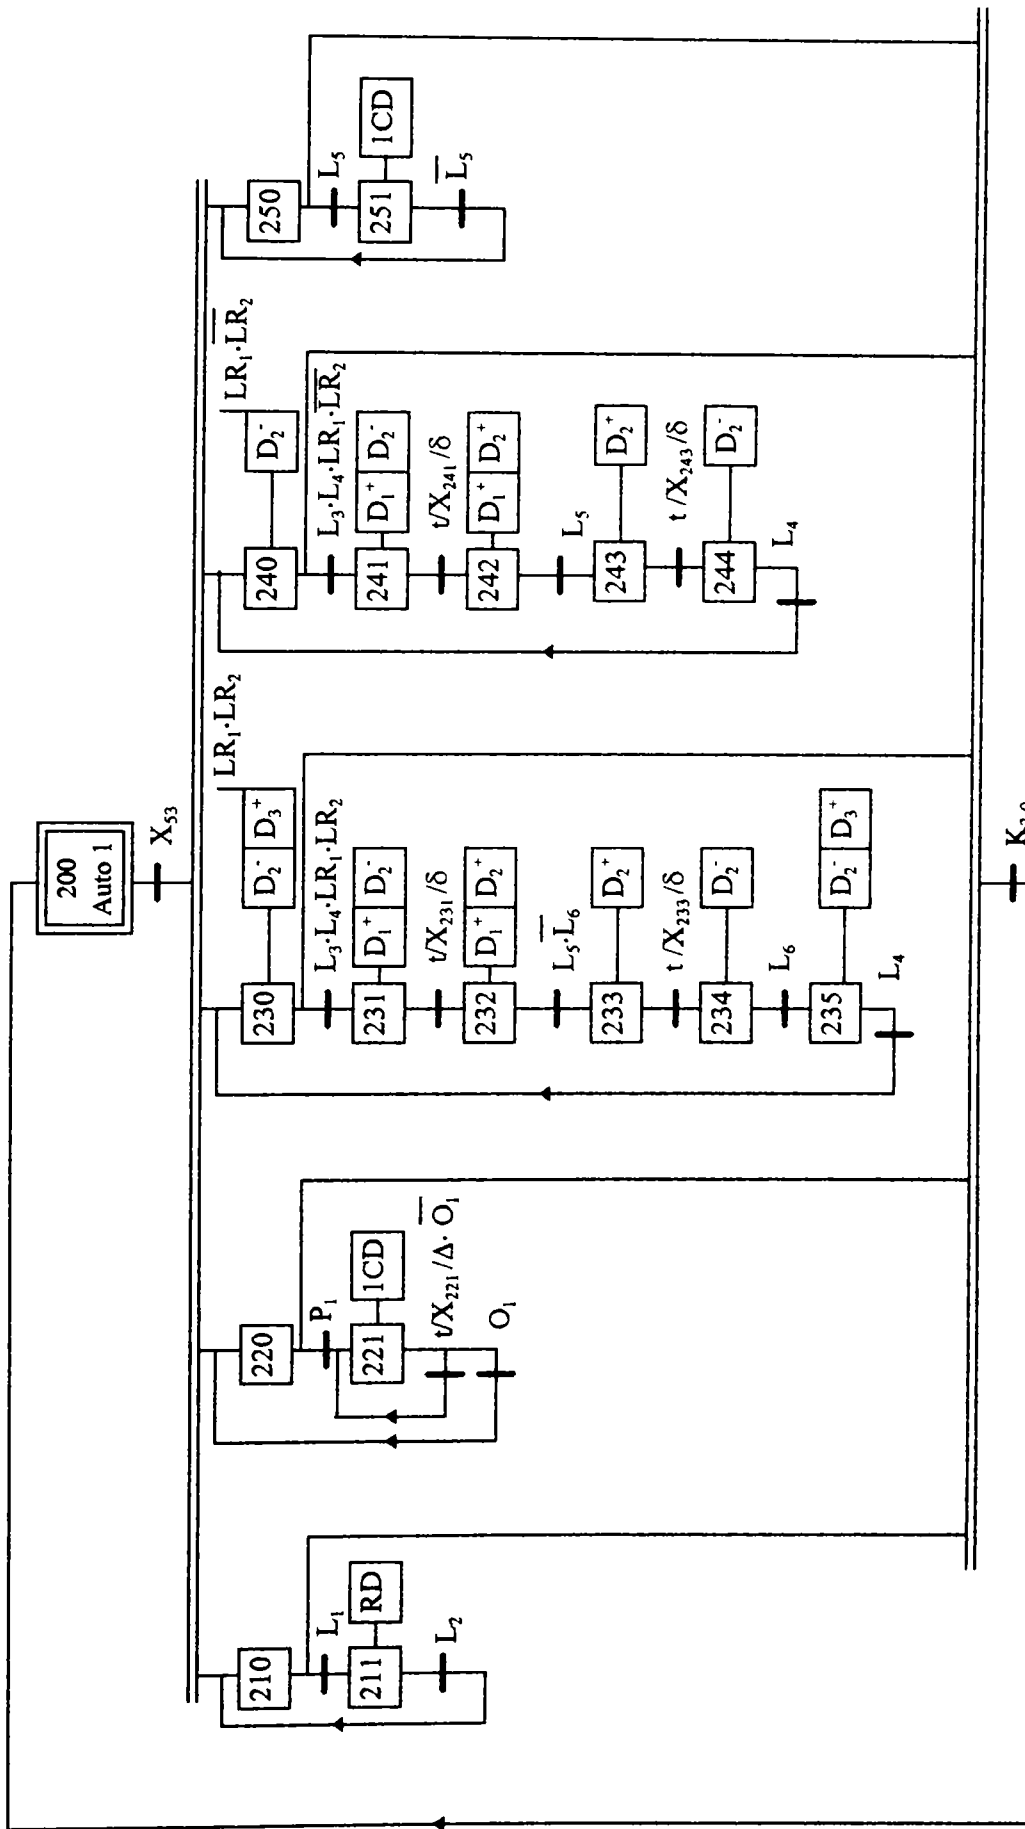 200
Auto 1
X₅₃
210
L₁
211 RD
L₂
220
P₁
221 1CD
t/X₂₂₁/Δ·O̅₁
O₁
LR₁·LR₂
230 D₂⁻ D₃⁺
L₃·L₄·LR₁·LR₂
231 D₁⁺ D₂⁻
t/X₂₃₁/δ
232 D₁⁺ D₂⁺
L̅₅·L₆
233 D₂⁺
t/X₂₃₃/δ
234 D₂⁻
L₆
235 D₂⁻ D₃⁺
L₄
LR₁·L̅R̅₂
240 D₂⁻
L₃·L₄·LR₁·L̅R̅₂
241 D₁⁺ D₂⁻
t/X₂₄₁/δ
242 D₁⁺ D₂⁺
L₅
243 D₂⁺
t/X₂₄₃/δ
244 D₂⁻
L₄
250
L₅
251 1CD
L̅₅